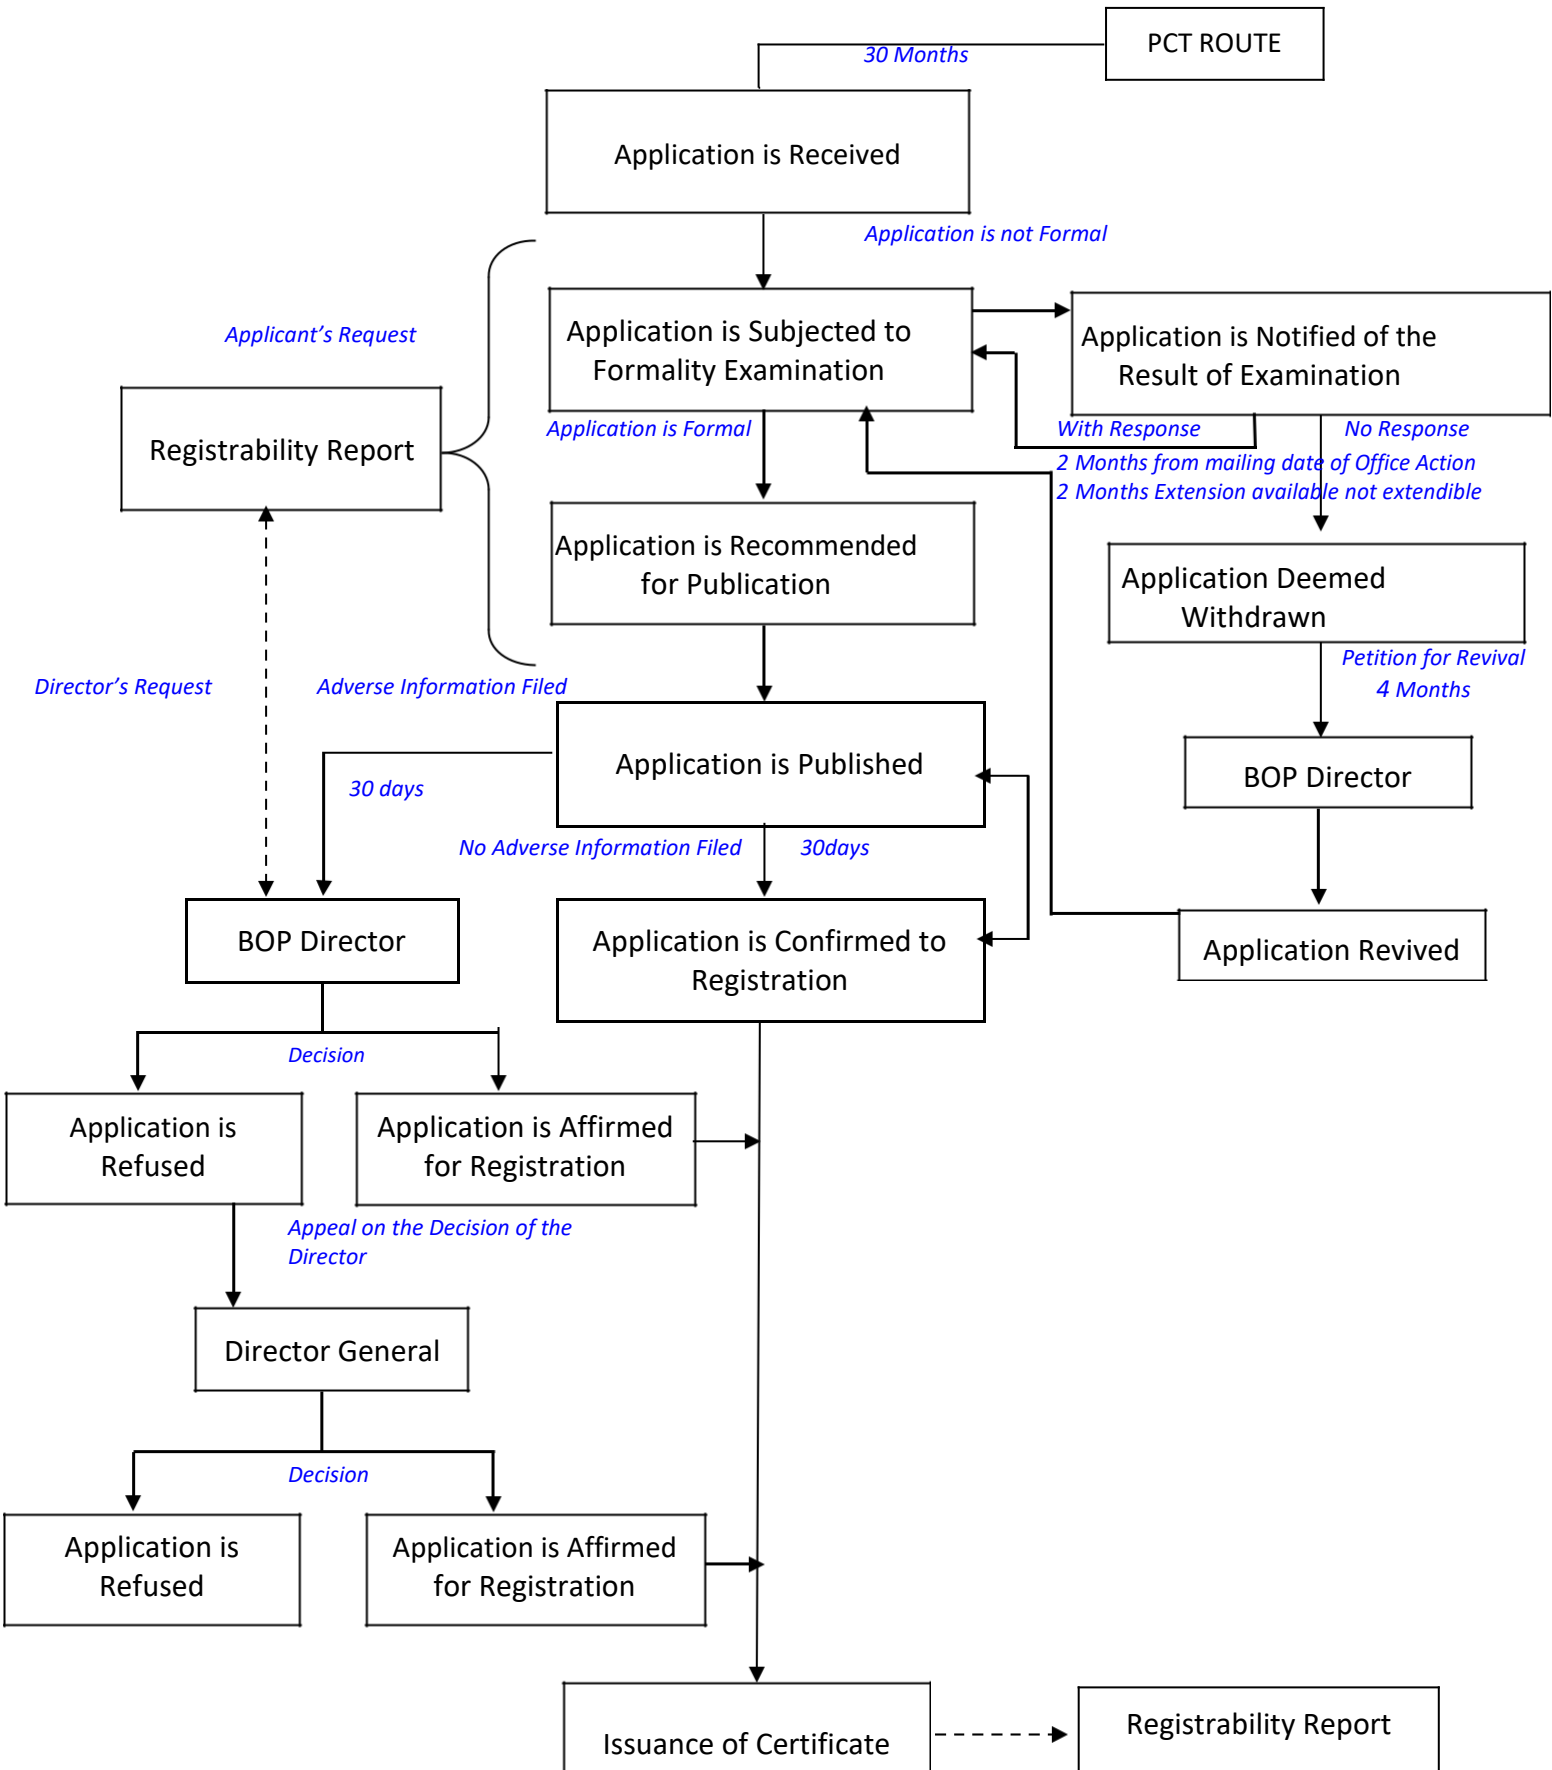 PCT ROUTE
30 Months
Application is Received
Application is not Formal
Applicant's Request
Application is Subjected to
Formality Examination
Application is Notified of the
Result of Examination
Registrability Report
Application is Formal
With Response
No Response
2 Months from mailing date of Office Action
2 Months Extension available not extendible
Application is Recommended
for Publication
Application Deemed
Withdrawn
Petition for Revival
4 Months
Director's Request
Adverse Information Filed
Application is Published
BOP Director
30 days
No Adverse Information Filed
30days
BOP Director
Application is Confirmed to
Registration
Application Revived
Decision
Application is
Refused
Application is Affirmed
for Registration
Appeal on the Decision of the
Director
Director General
Decision
Application is
Refused
Application is Affirmed
for Registration
Issuance of Certificate
Registrability Report